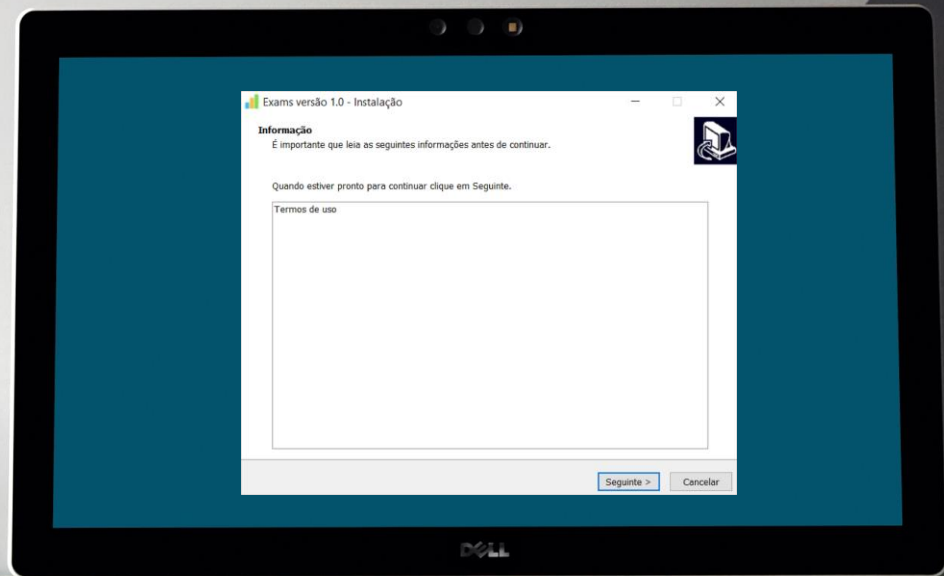 Exams versão 1.0 - Instalação
Informação
É importante que leia as seguintes informações antes de continuar.
Quando estiver pronto para continuar clique em Seguinte.
Termos de uso
Seguinte >
Cancelar
DELL